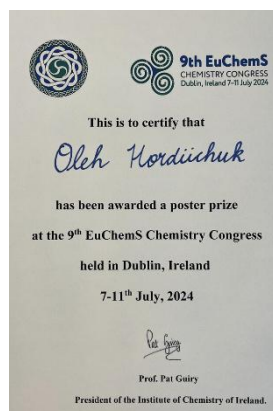 9th EuChemS
CHEMISTRY CONGRESS
Dublin, Ireland 7-11 July 2024
This is to certify that
Oleh Hordiichuk
has been awarded a poster prize
at the 9th EuChemS Chemistry Congress
held in Dublin, Ireland
7-11th July, 2024
Pat Guiry
Prof. Pat Guiry
President of the Institute of Chemistry of Ireland.